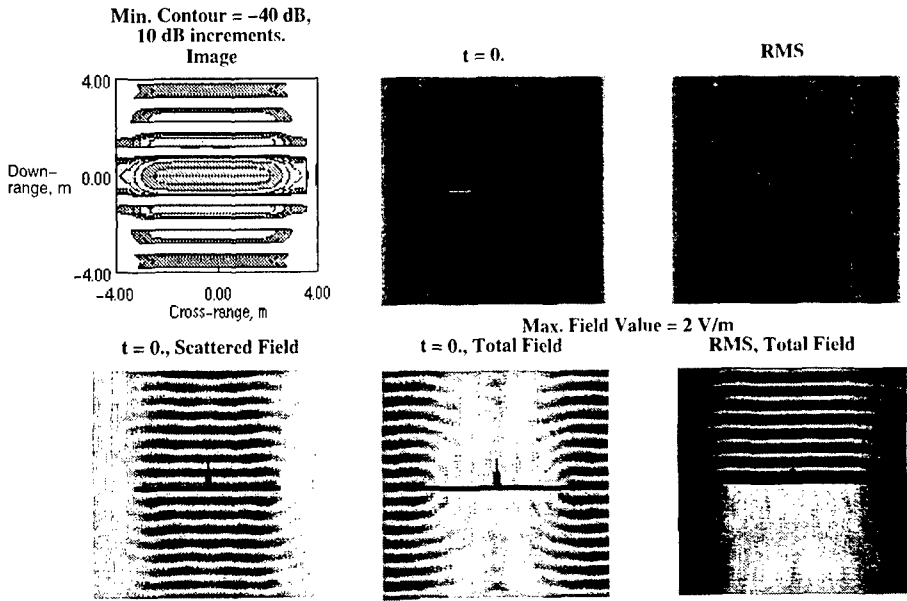 Min. Contour = −40 dB,
10 dB increments.
Image
t = 0.
RMS
4.00
Down-
range, m
0.00
−4.00
−4.00
0.00
4.00
Cross-range, m
Max. Field Value = 2 V/m
t = 0., Scattered Field
t = 0., Total Field
RMS, Total Field